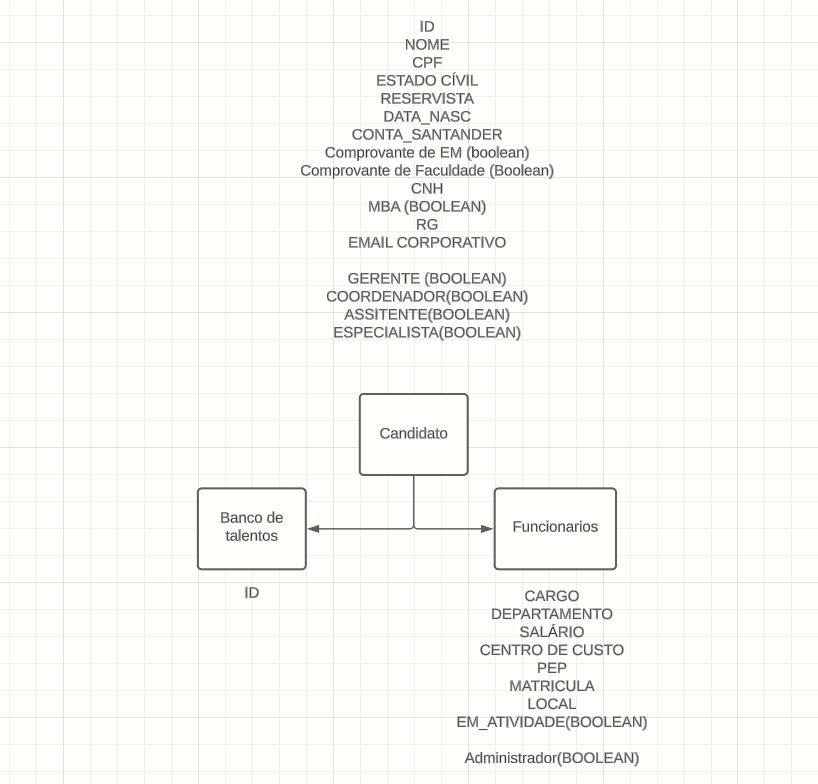 ID
NOME
CPF
ESTADO CÍVIL
RESERVISTA
DATA_NASC
CONTA_SANTANDER
Comprovante de EM (boolean)
Comprovante de Faculdade (Boolean)
CNH
MBA (BOOLEAN)
RG
EMAIL CORPORATIVO
GERENTE (BOOLEAN)
COORDENADOR(BOOLEAN)
ASSITENTE(BOOLEAN)
ESPECIALISTA(BOOLEAN)
Candidato
Banco de
talentos
Funcionarios
ID
CARGO
DEPARTAMENTO
SALÁRIO
CENTRO DE CUSTO
PEP
MATRICULA
LOCAL
EM_ATIVIDADE(BOOLEAN)
Administrador(BOOLEAN)